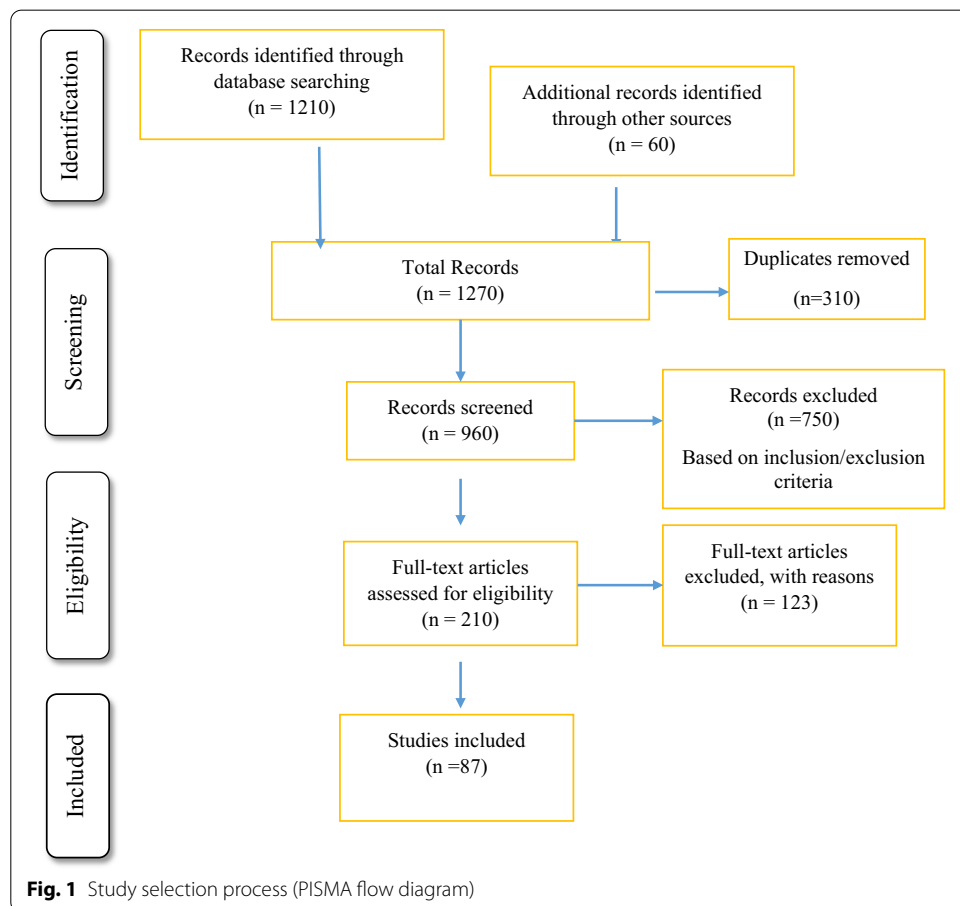 Identification
Records identified through
database searching
(n = 1210)
Additional records identified
through other sources
(n = 60)
Screening
Total Records
(n = 1270)
Duplicates removed
(n=310)
Records screened
(n = 960)
Records excluded
(n =750)
Based on inclusion/exclusion
criteria
Eligibility
Full-text articles
assessed for eligibility
(n = 210)
Full-text articles
excluded, with reasons
(n = 123)
Included
Studies included
(n =87)
Fig. 1 Study selection process (PISMA flow diagram)